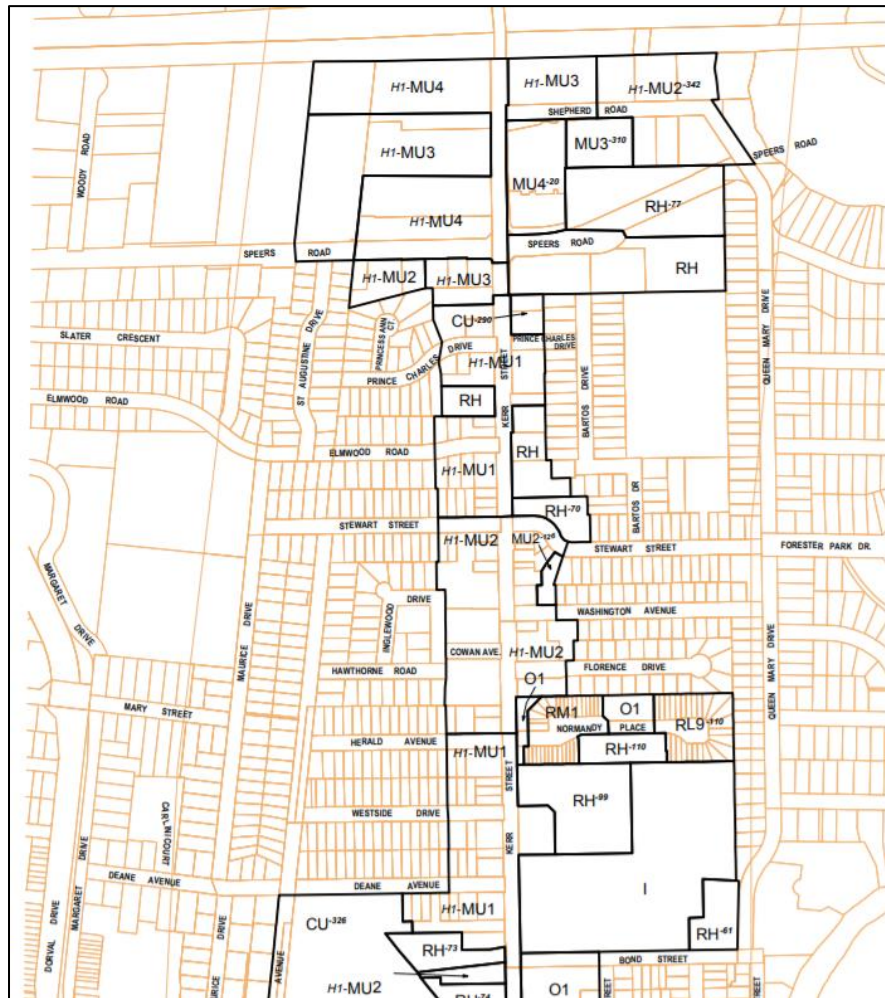 H1-MU4
H1-MU3
H1-MU2-342
SHEPHERD ROAD
WOODY ROAD
H1-MU3
MU3-310
SPEERS ROAD
MU4-20
H1-MU4
RH-77
SPEERS ROAD
SPEERS ROAD
H1-MU2
H1-MU3
RH
CU-290
SLATER CRESCENT
ST AUGUSTINE DRIVE
PRINCESS ANN CT
PRINCE CHARLES DRIVE
PRINCE CHARLES DRIVE
H1-MU1
STREET
KERR
QUEEN MARY DRIVE
BARTOS DRIVE
RH
ELMWOOD ROAD
ELMWOOD ROAD
RH
H1-MU1
BARTOS DR
RH-70
STEWART STREET
H1-MU2
MU2-126
STEWART STREET
FORESTER PARK DR.
MARGARET DRIVE
MAURICE DRIVE
INGLEWOOD DRIVE
WASHINGTON AVENUE
COWAN AVE.
H1-MU2
HAWTHORNE ROAD
FLORENCE DRIVE
QUEEN MARY DRIVE
O1
MARY STREET
RM1
O1
RL9-110
NORMANDY PLACE
HERALD AVENUE
H1-MU1
RH-110
STREET
KERR
RH-99
WESTSIDE DRIVE
CARLINI COURT
DEANE AVENUE
DEANE AVENUE
I
MARGARET DRIVE
DORVAL DRIVE
H1-MU1
CU-326
RH-61
RH-73
BOND STREET
AVENUE
H1-MU2
RH-74
O1